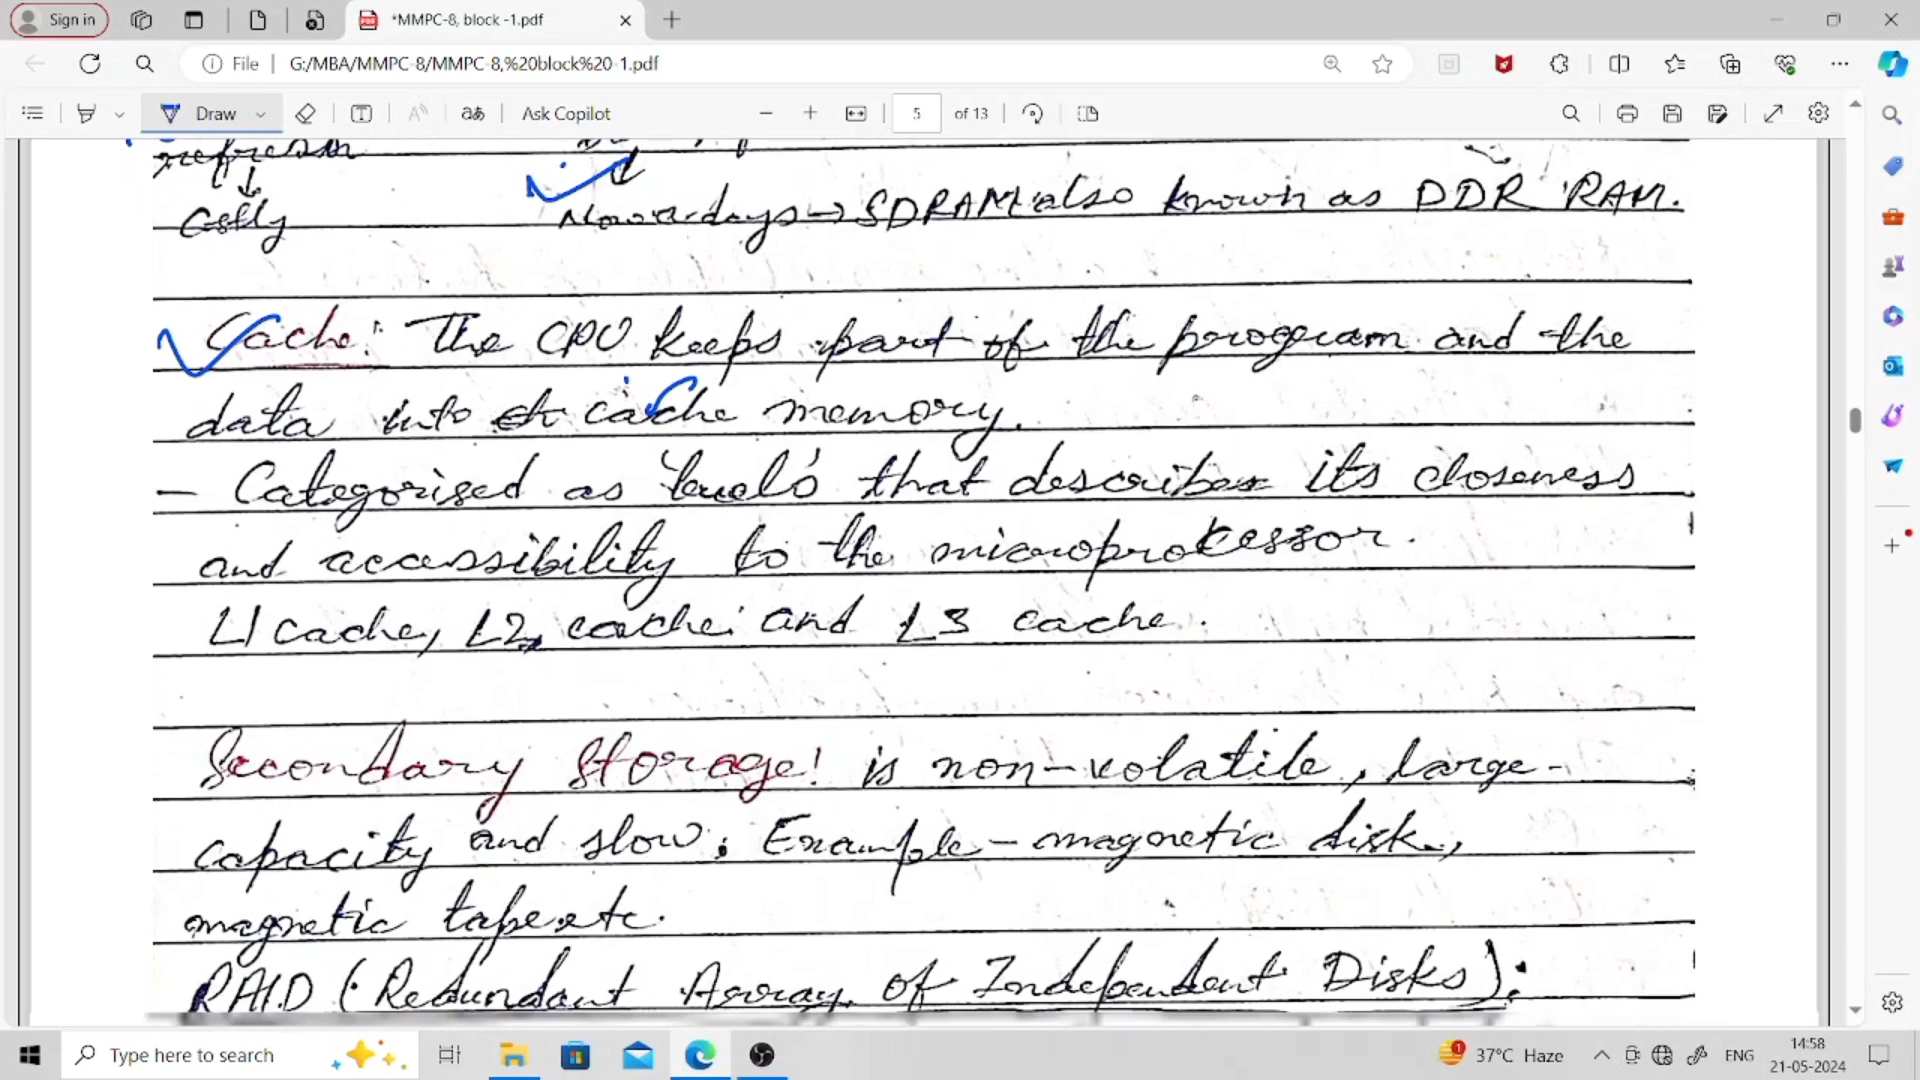 Sign in
*MMPC-8, block -1.pdf
File
G:/MBA/MMPC-8/MMPC-8,%20block%20-1.pdf
Draw
Ask Copilot
5 of 13
refresh
Costly
Now-a-days → SDRAM also known as DDR RAM.
Cache: The CPU keeps part of the program and the
data into cache memory.
- Categorised as 'levels' that describes its closeness
and accessibility to the microprocessor.
L1 cache, L2, cache and L3 cache.
Secondary Storage: is non-volatile, large-
capacity and slow. Example - magnetic disk,
magnetic tape etc.
RAID (Redundant Array of Independent Disks):
Type here to search
37°C Haze
ENG
14:58
21-05-2024